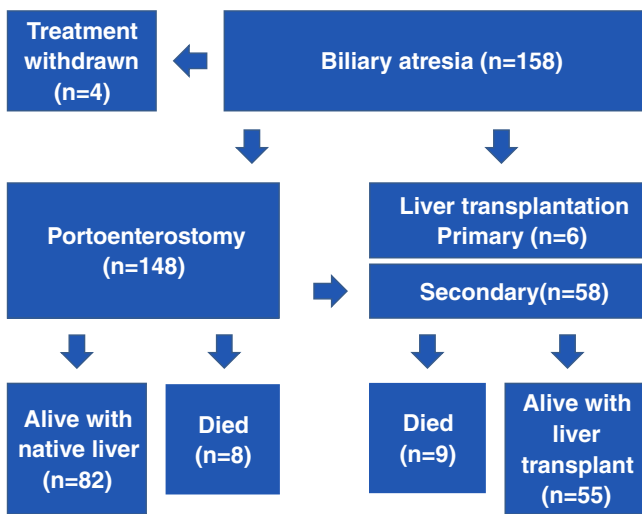 Treatment
withdrawn
(n=4)
Biliary atresia (n=158)
Portoenterostomy
(n=148)
Liver transplantation
Primary (n=6)
Secondary(n=58)
Alive with
native liver
(n=82)
Died
(n=8)
Died
(n=9)
Alive with
liver
transplant
(n=55)